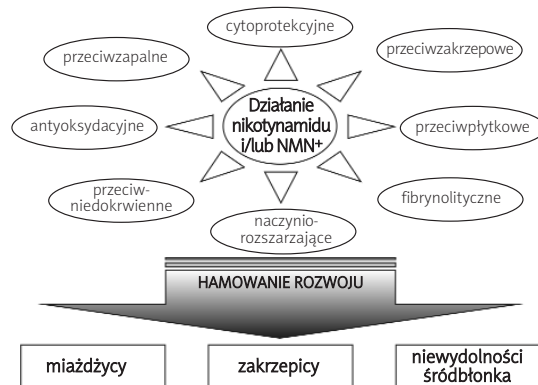 cytoprotekcyjne
przeciwzapalne
przeciwzakrzepowe
Działanie
nikotynamidu
i/lub NMN+
antyoksydacyjne
przeciwpłytkowe
przeciw-
niedokrwienne
fibrynolityczne
naczynio-
rozszarzające
HAMOWANIE ROZWOJU
miażdżycy
zakrzepicy
niewydolności
śródbłonka